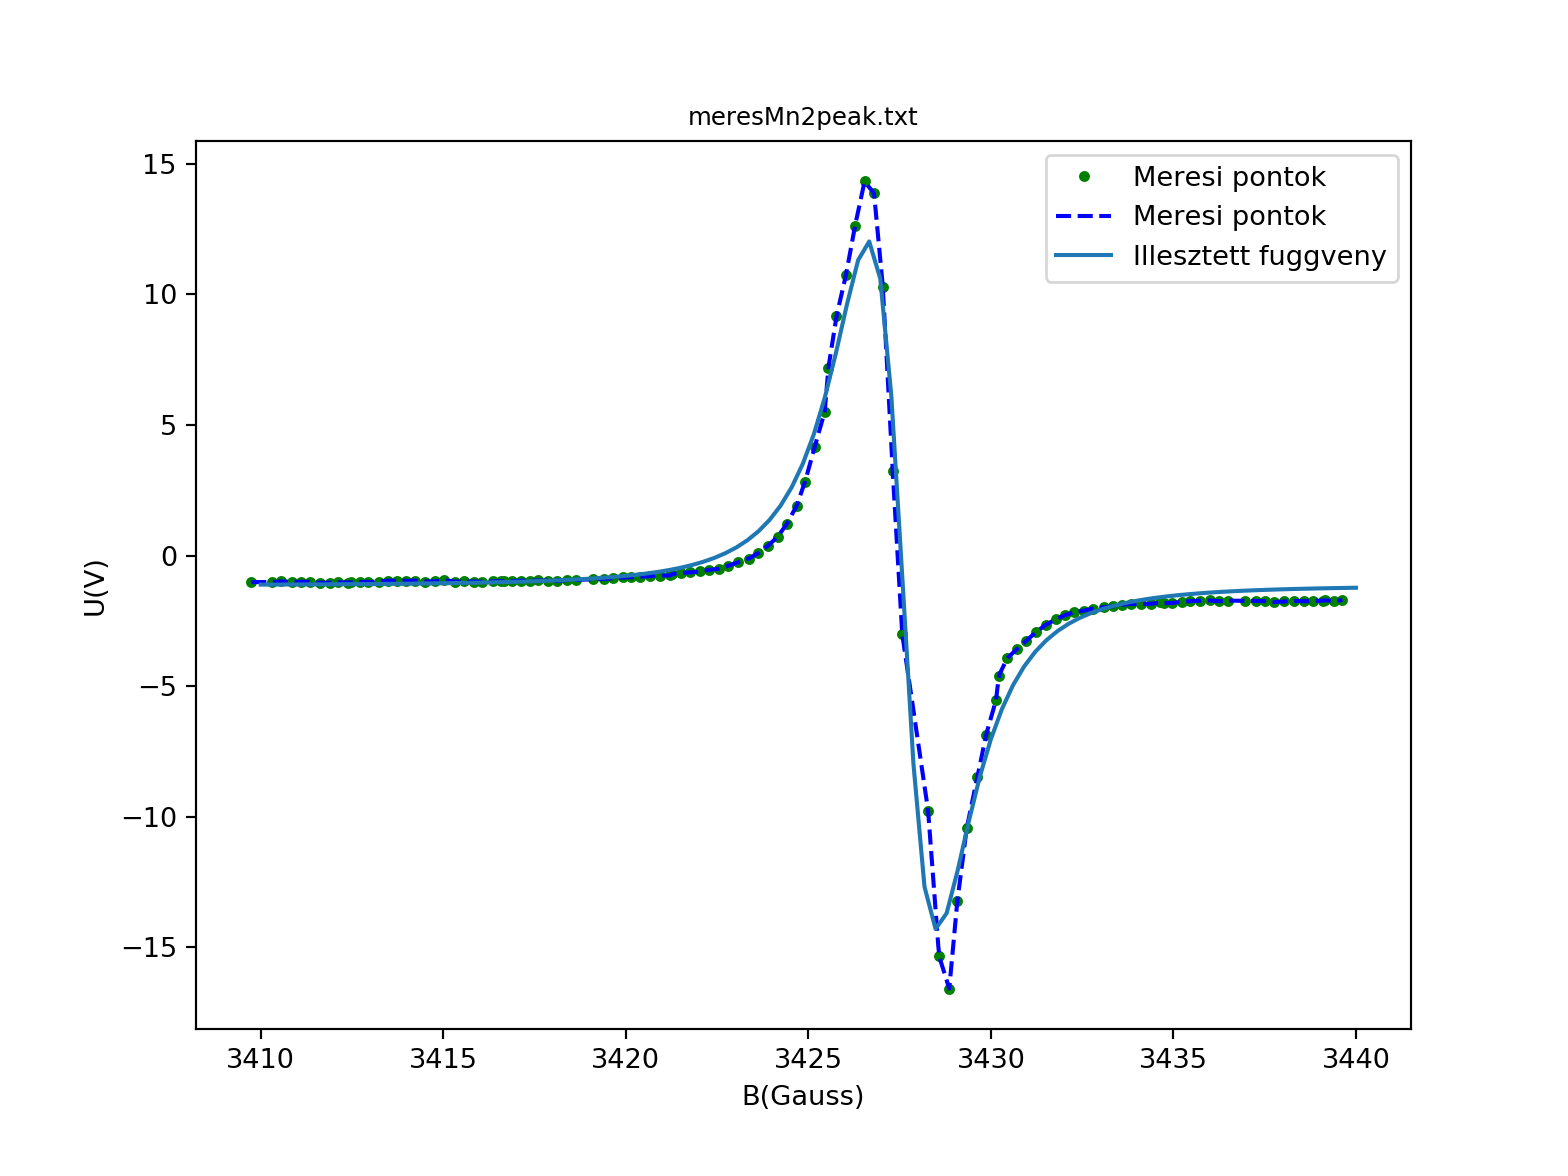 meresMn2peak.txt
Meresi pontok
Meresi pontok
Illesztett fuggveny
15
10
5
0
−5
−10
−15
U(V)
3410 3415 3420 3425 3430 3435 3440
B(Gauss)